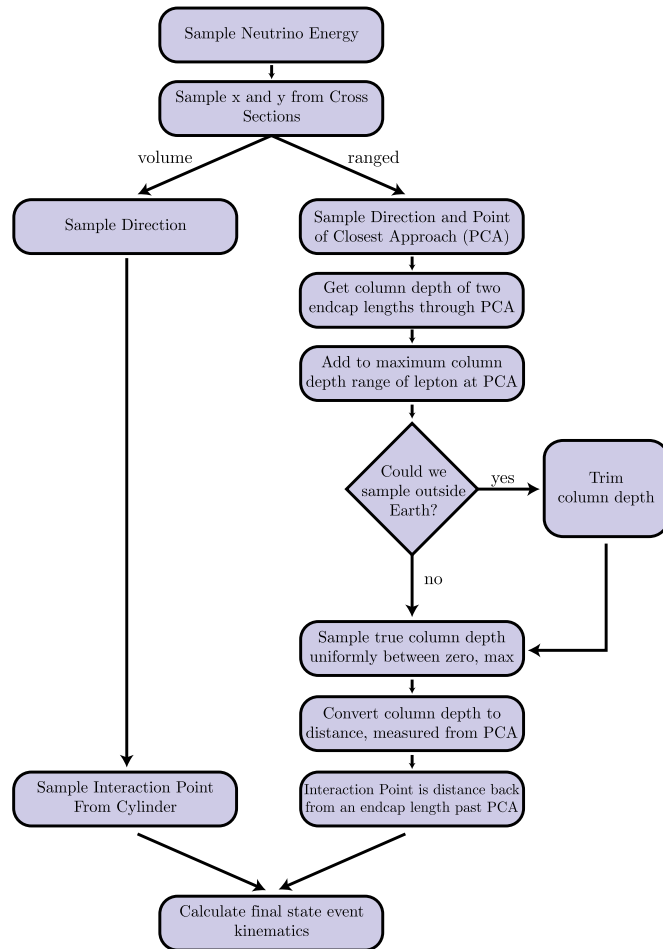 Sample Neutrino Energy
Sample x and y from Cross
Sections
volume
ranged
Sample Direction
Sample Direction and Point
of Closest Approach (PCA)
Get column depth of two
endcap lengths through PCA
Add to maximum column
depth range of lepton at PCA
Could we
sample outside
Earth?
yes
Trim
column depth
no
Sample true column depth
uniformly between zero, max
Convert column depth to
distance, measured from PCA
Sample Interaction Point
From Cylinder
Interaction Point is distance back
from an endcap length past PCA
Calculate final state event
kinematics